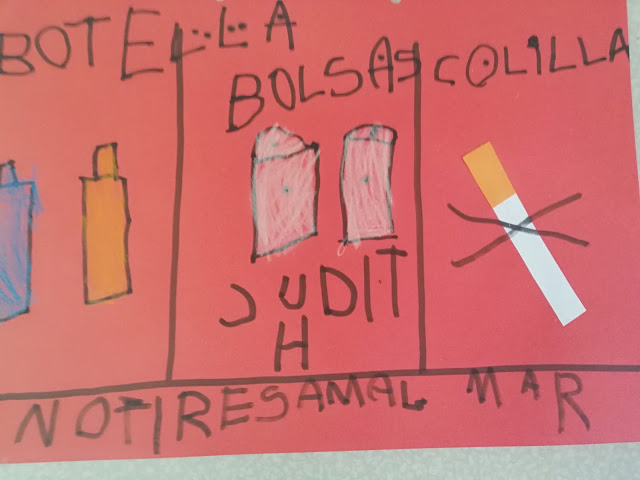 BOTELLA
BOLSAS
COLILLA
JUDIT
H
NOTIRESAMAL MAR